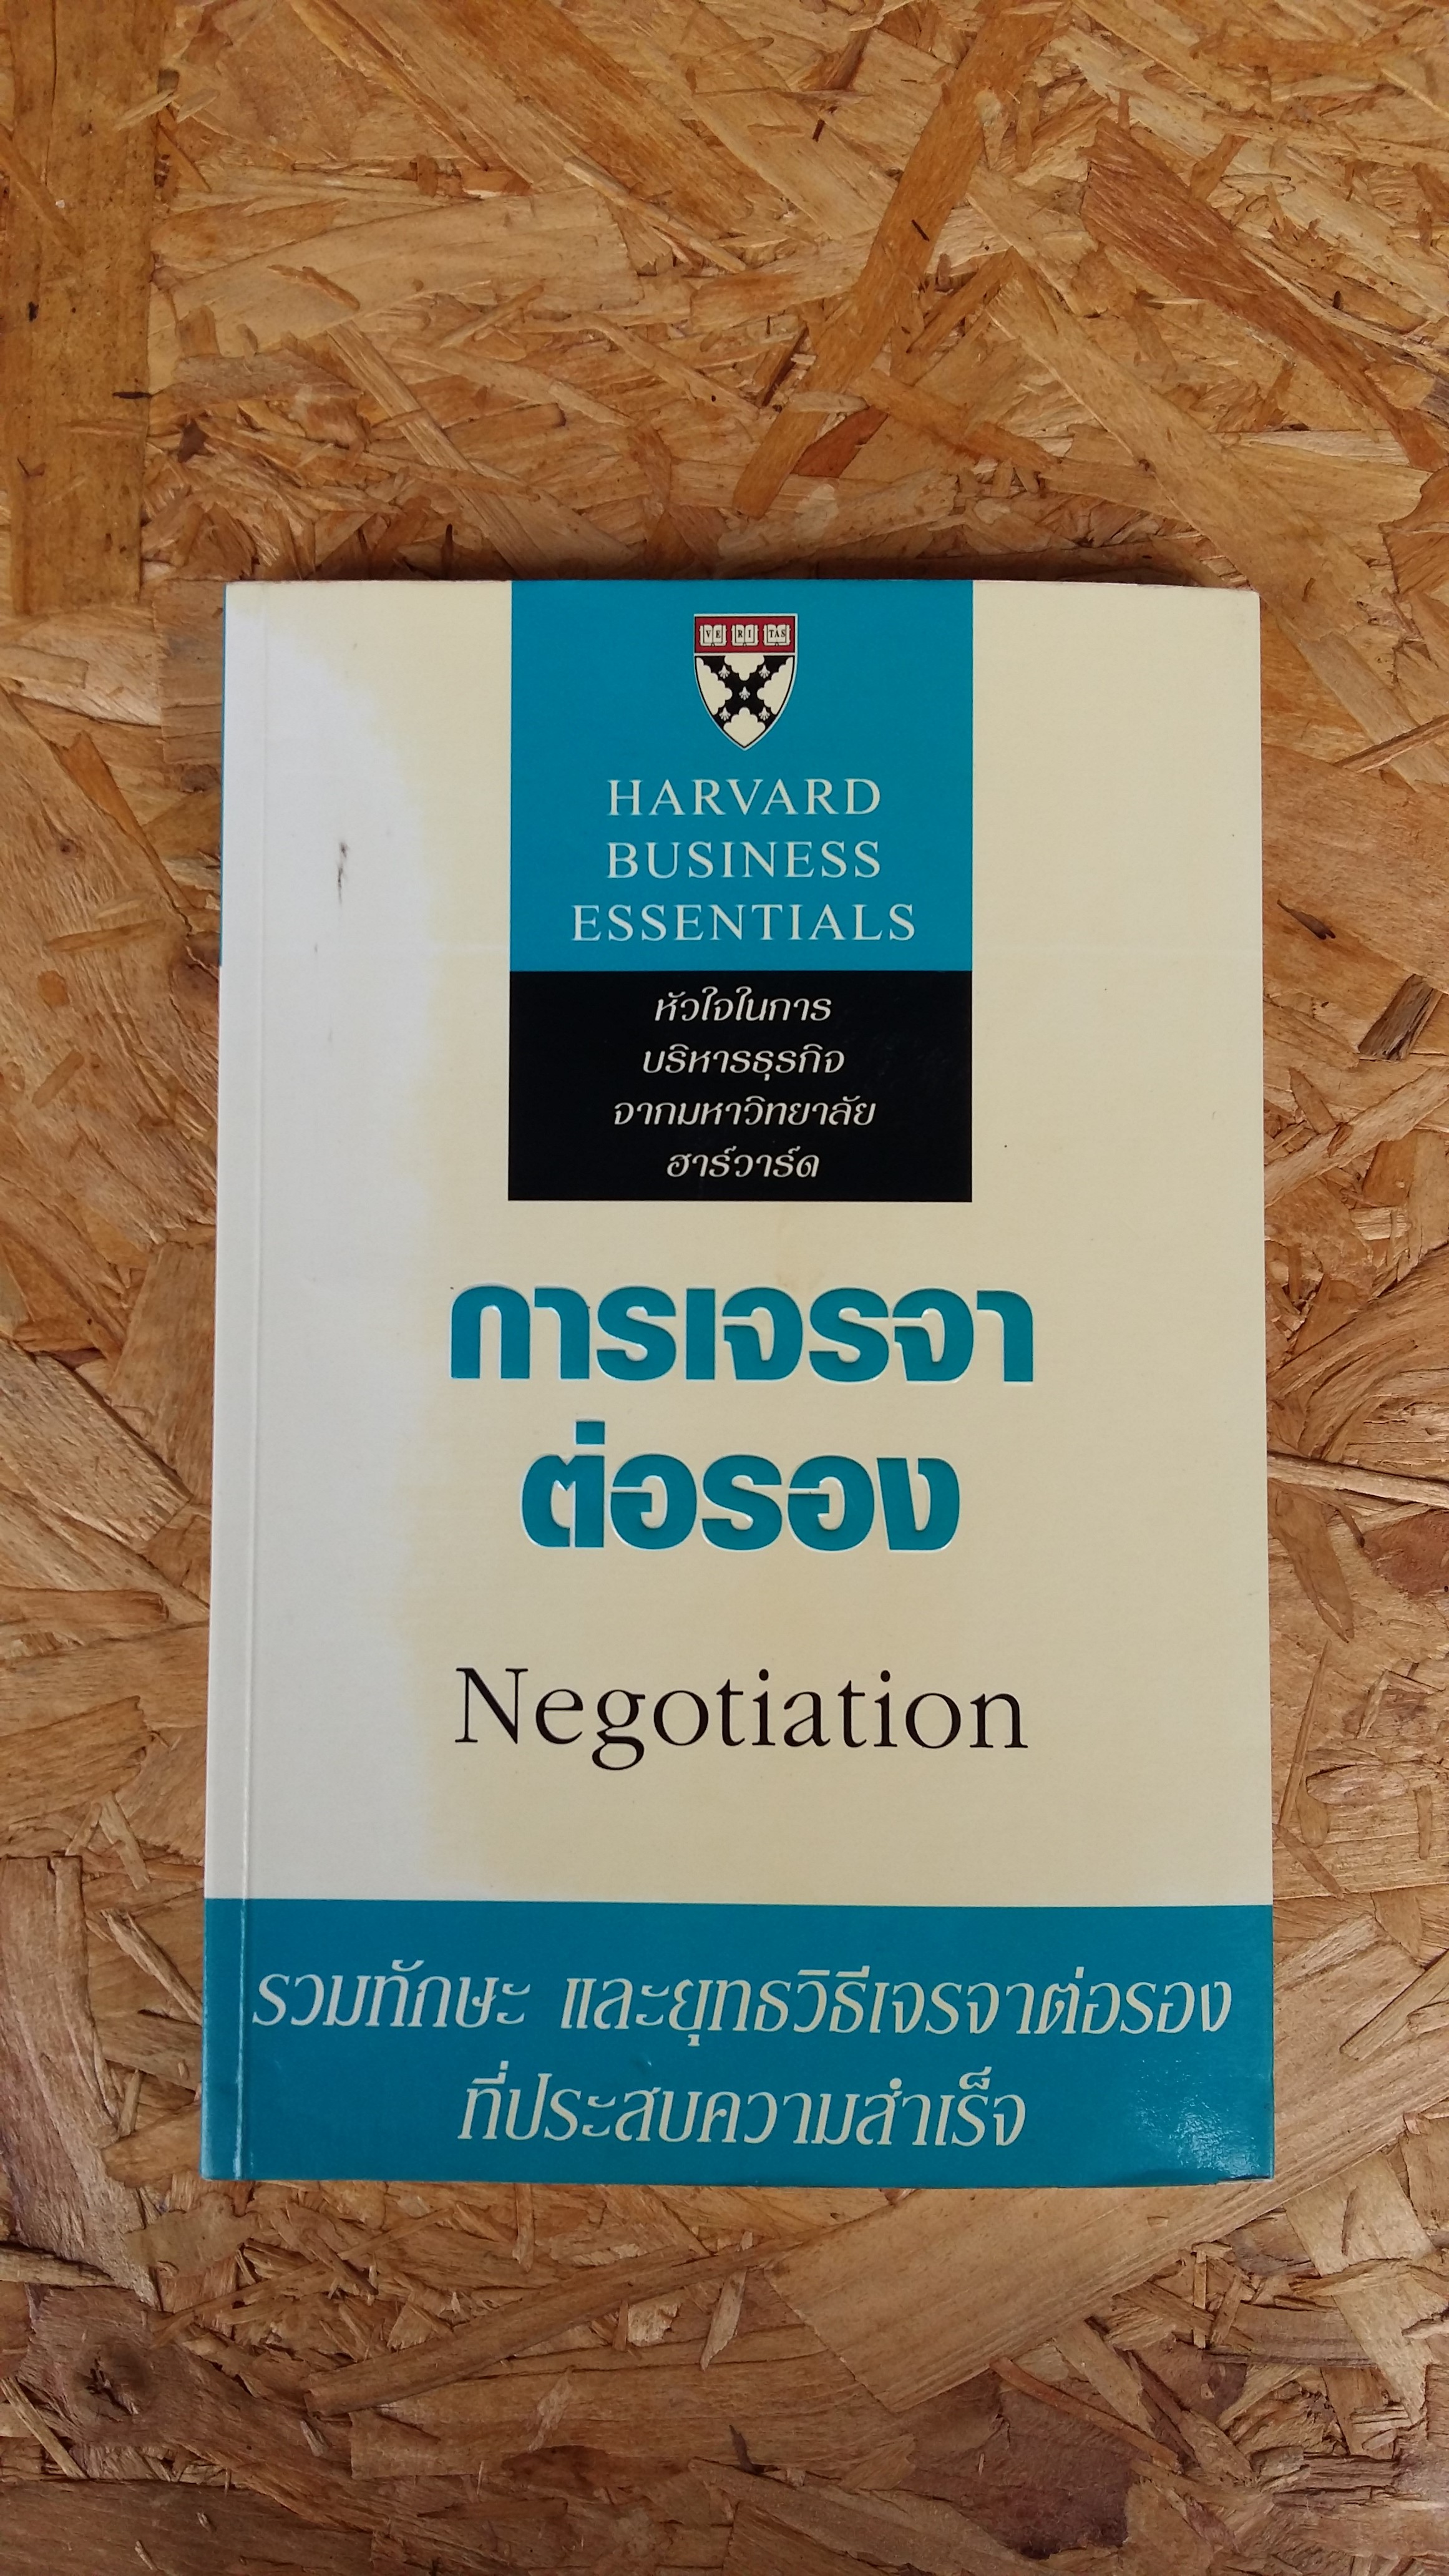 VE RI TAS
HARVARD
BUSINESS
ESSENTIALS
หัวใจในการ
บริหารธุรกิจ
จากมหาวิทยาลัย
ฮาร์วาร์ด
การเจรจา
ต่อรอง
Negotiation
รวมทักษะ และยุทธวิธีเจรจาต่อรอง
ที่ประสบความสำเร็จ